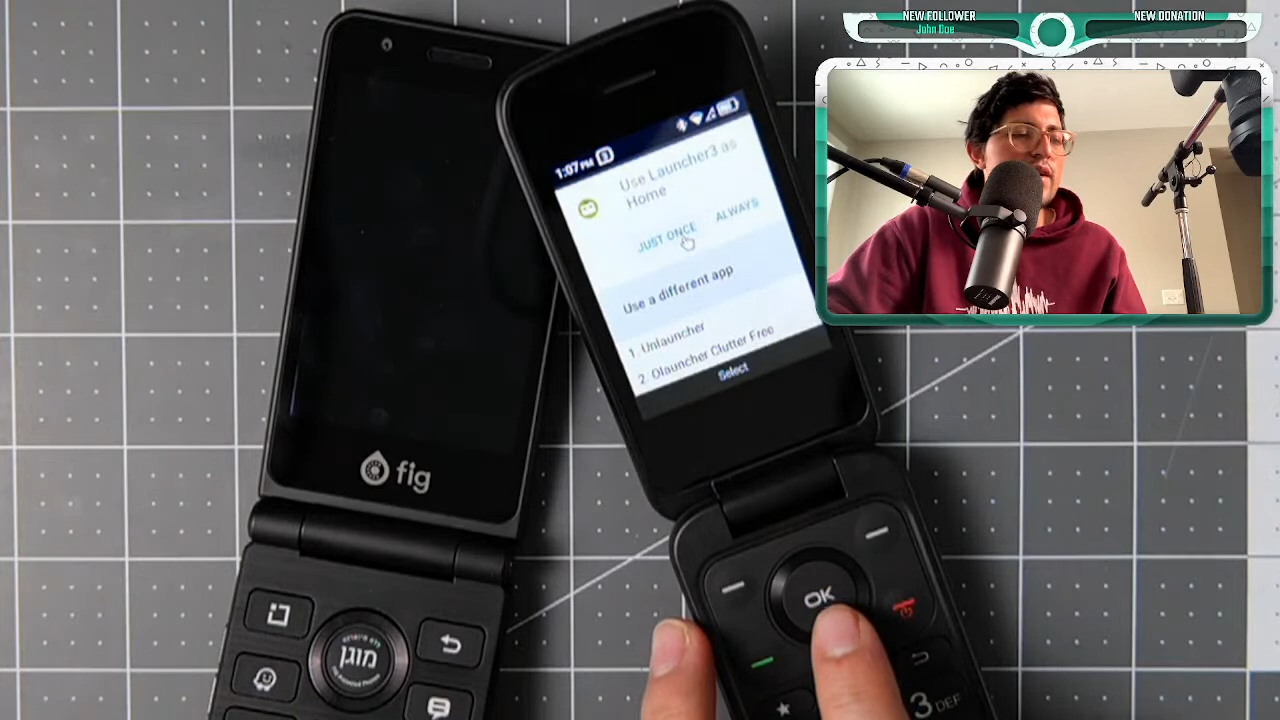 NEW FOLLOWER
John Doe
NEW DONATION
1:07 PM
Use Launcher3 as
Home
JUST ONCE
ALWAYS
Use a different app
1. Unlauncher
2. Olauncher Clutter Free
Select
fig
מוגן
OK
3 DEF